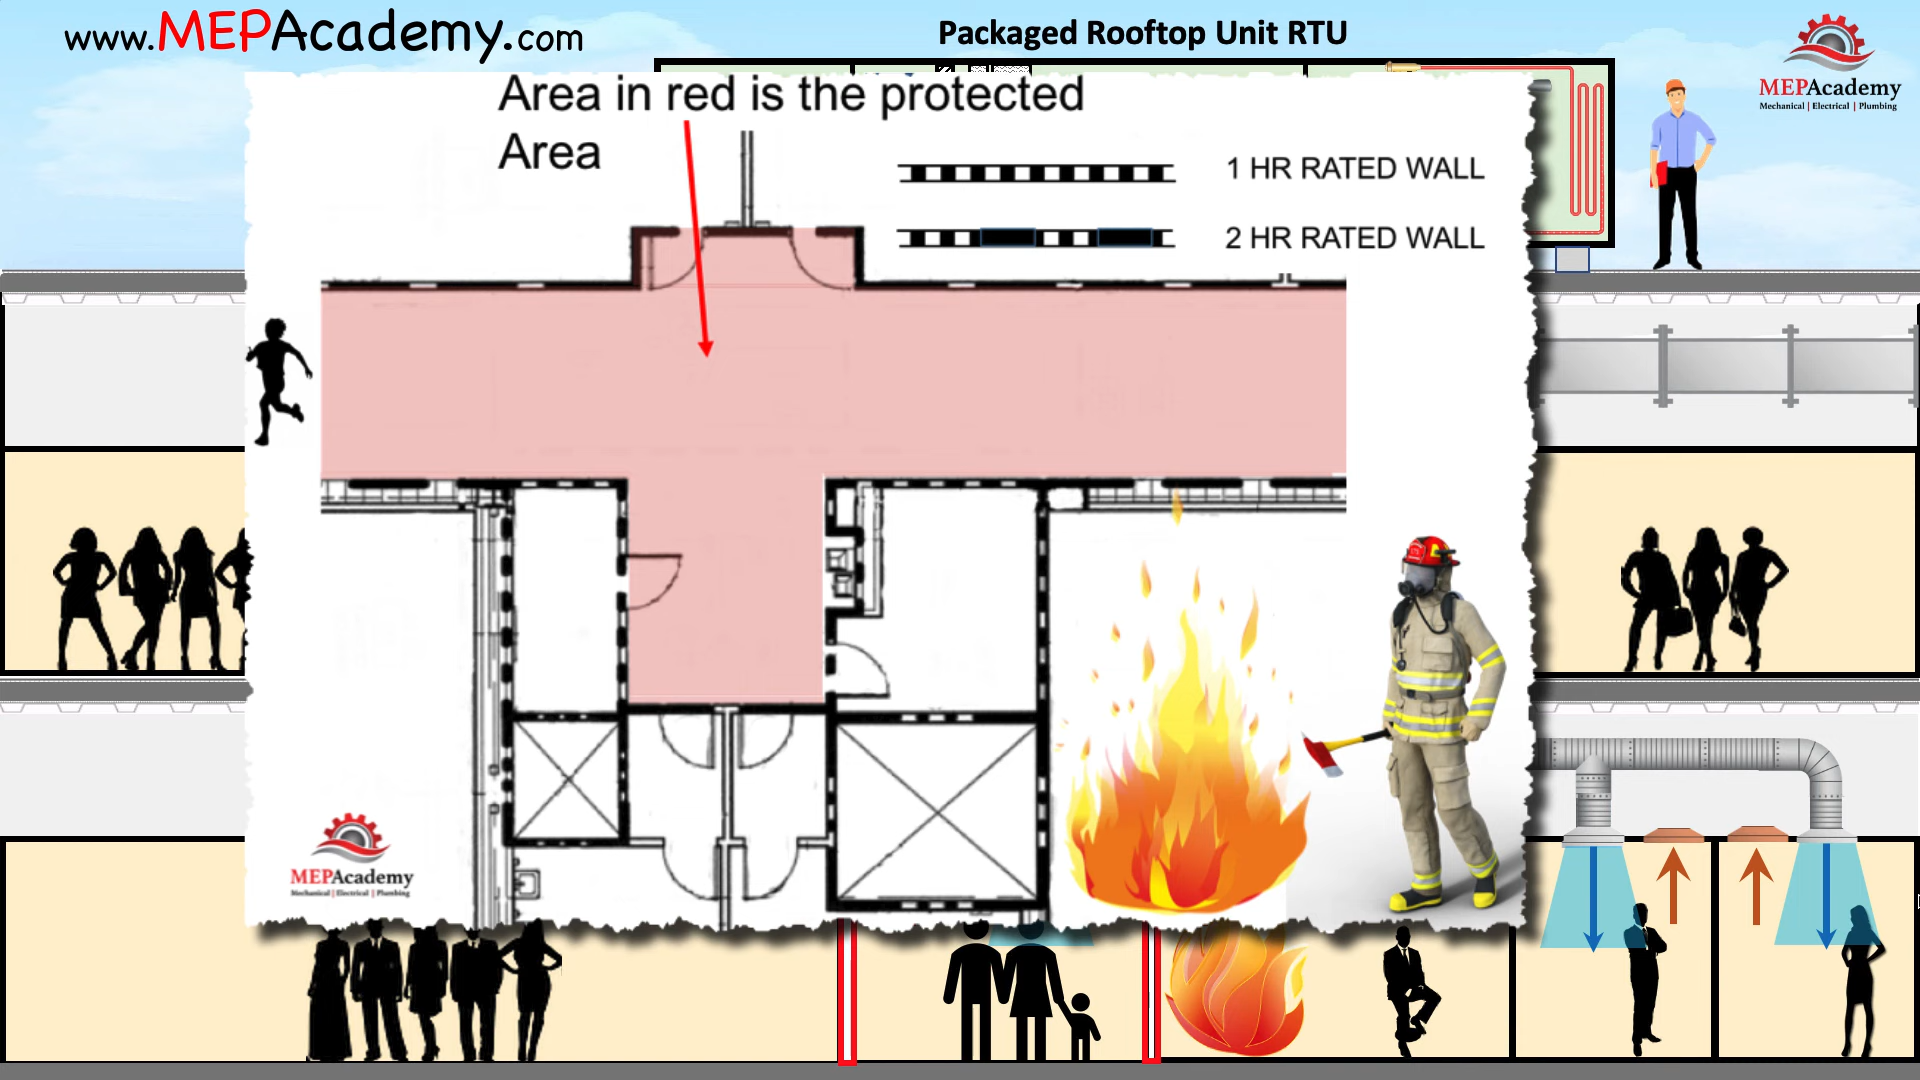 www.MEPAcademy.com
Packaged Rooftop Unit RTU
MEPAcademy
Mechanical | Electrical | Plumbing
Area in red is the protected
Area
1 HR RATED WALL
2 HR RATED WALL
MEPAcademy
Mechanical | Electrical | Plumbing